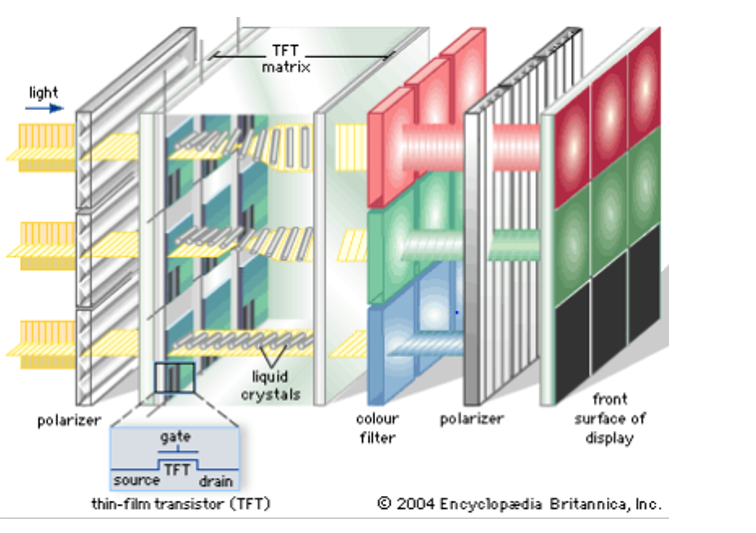 TFT
matrix
light
liquid
crystals
polarizer
colour
filter
polarizer
front
surface of
display
gate
TFT
source
drain
thin-film transistor (TFT)
© 2004 Encyclopædia Britannica, Inc.